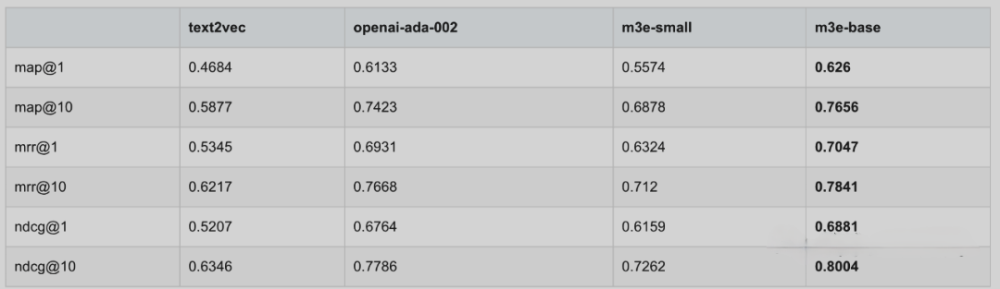 text2vec openai-ada-002 m3e-small m3e-base
map@1 0.4684 0.6133 0.5574 0.626
map@10 0.5877 0.7423 0.6878 0.7656
mrr@1 0.5345 0.6931 0.6324 0.7047
mrr@10 0.6217 0.7668 0.712 0.7841
ndcg@1 0.5207 0.6764 0.6159 0.6881
ndcg@10 0.6346 0.7786 0.7262 0.8004